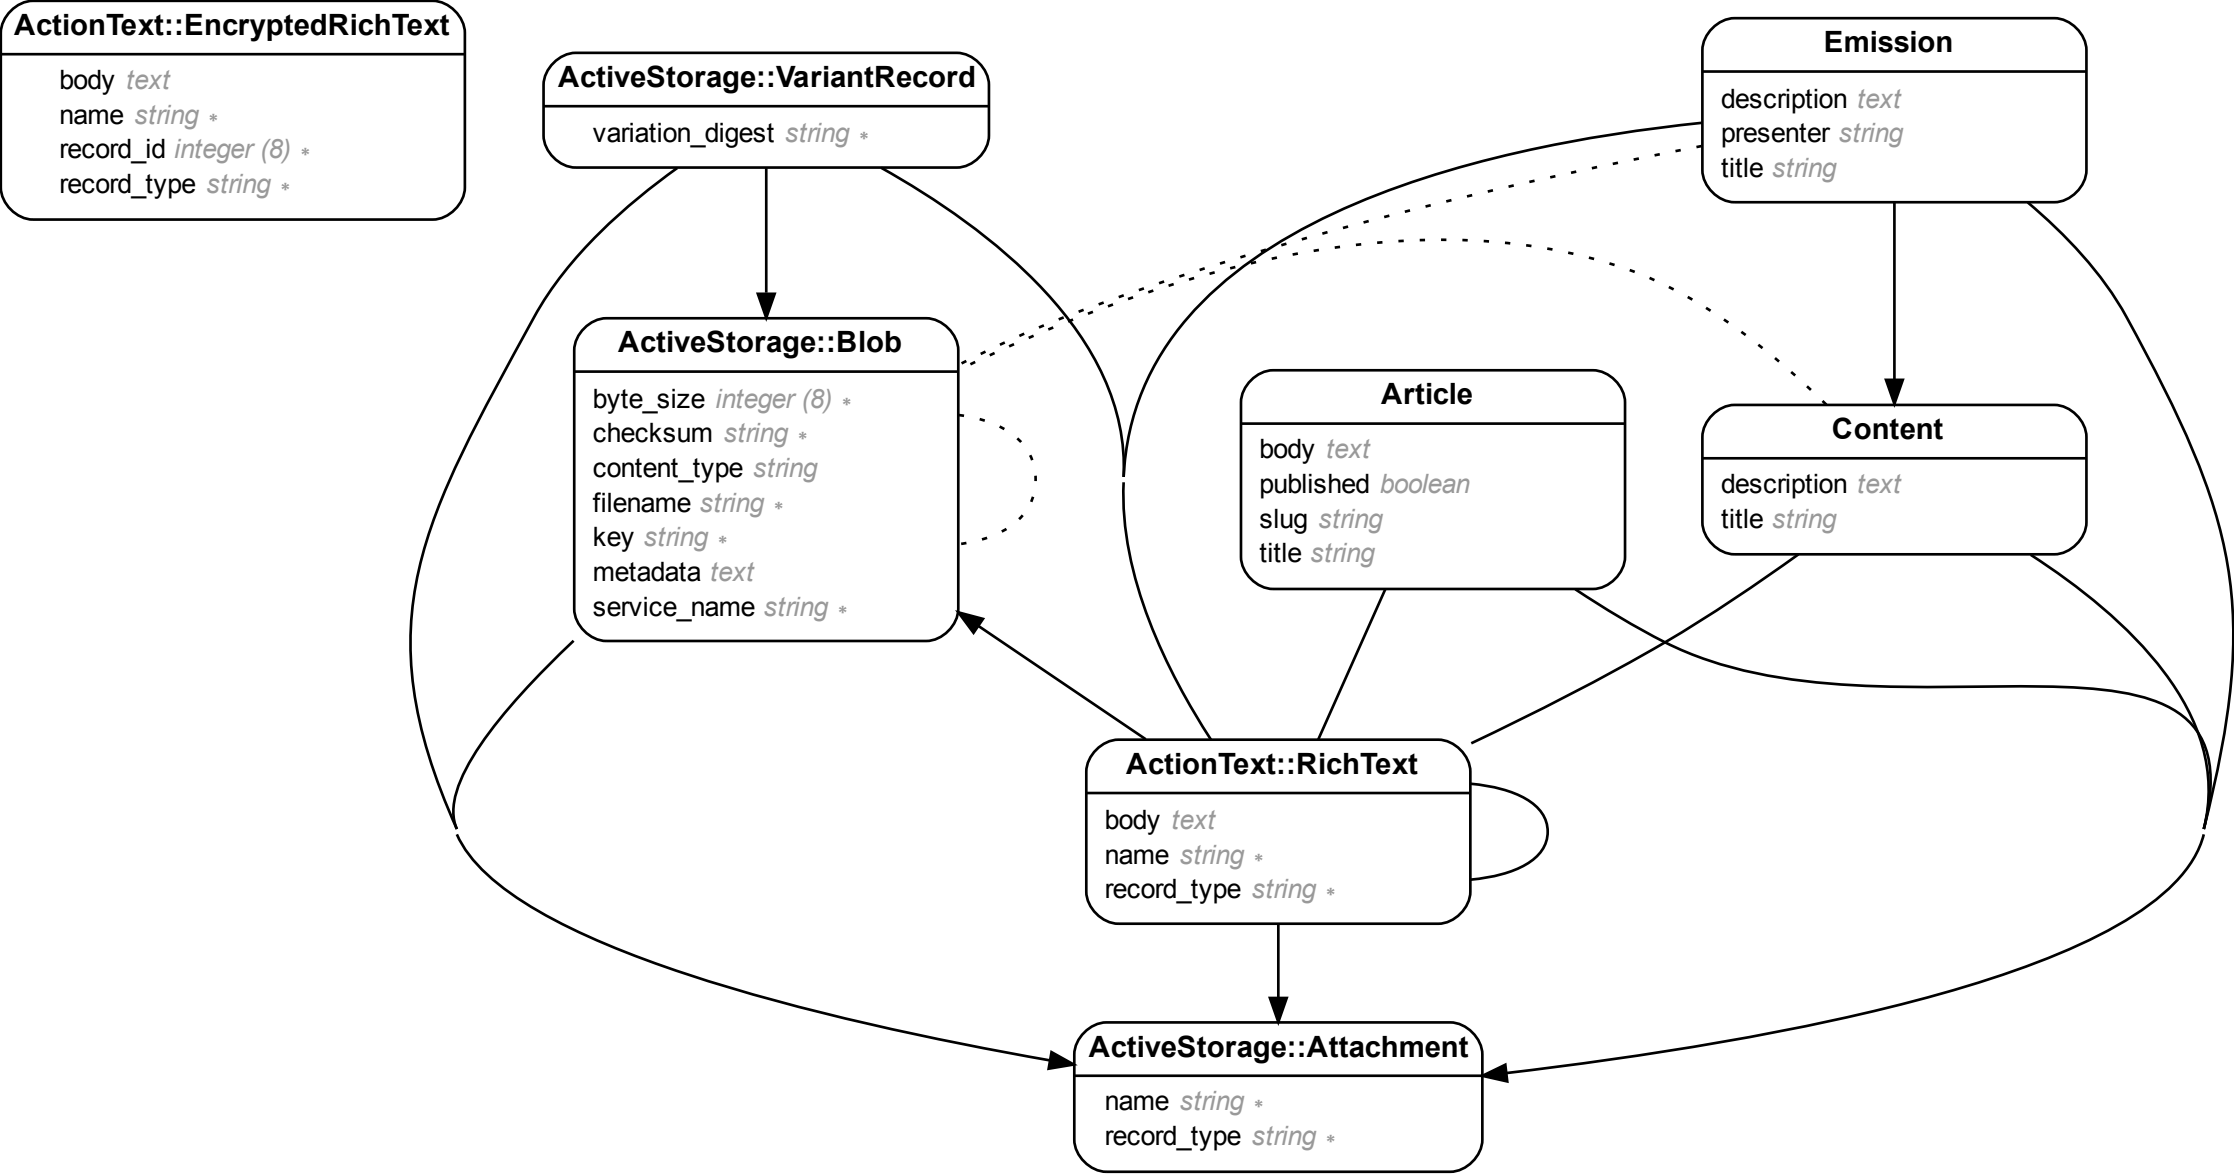 ActionText::EncryptedRichText
body text
name string *
record_id integer (8) *
record_type string *
ActiveStorage::VariantRecord
variation_digest string *
Emission
description text
presenter string
title string
ActiveStorage::Blob
byte_size integer (8) *
checksum string *
content_type string
filename string *
key string *
metadata text
service_name string *
Article
body text
published boolean
slug string
title string
Content
description text
title string
ActionText::RichText
body text
name string *
record_type string *
ActiveStorage::Attachment
name string *
record_type string *